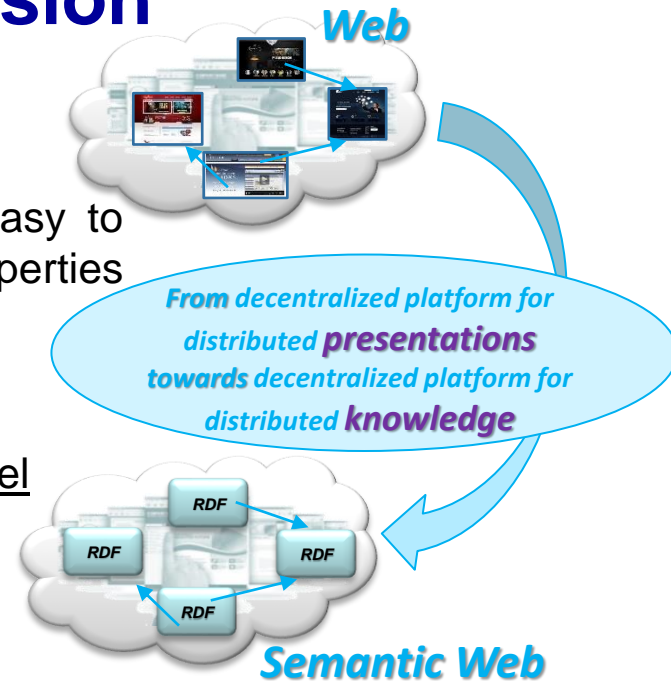 sion
Web
asy to
perties
From decentralized platform for
distributed presentations
towards decentralized platform for
distributed knowledge
el
RDF
RDF
RDF
RDF
Semantic Web